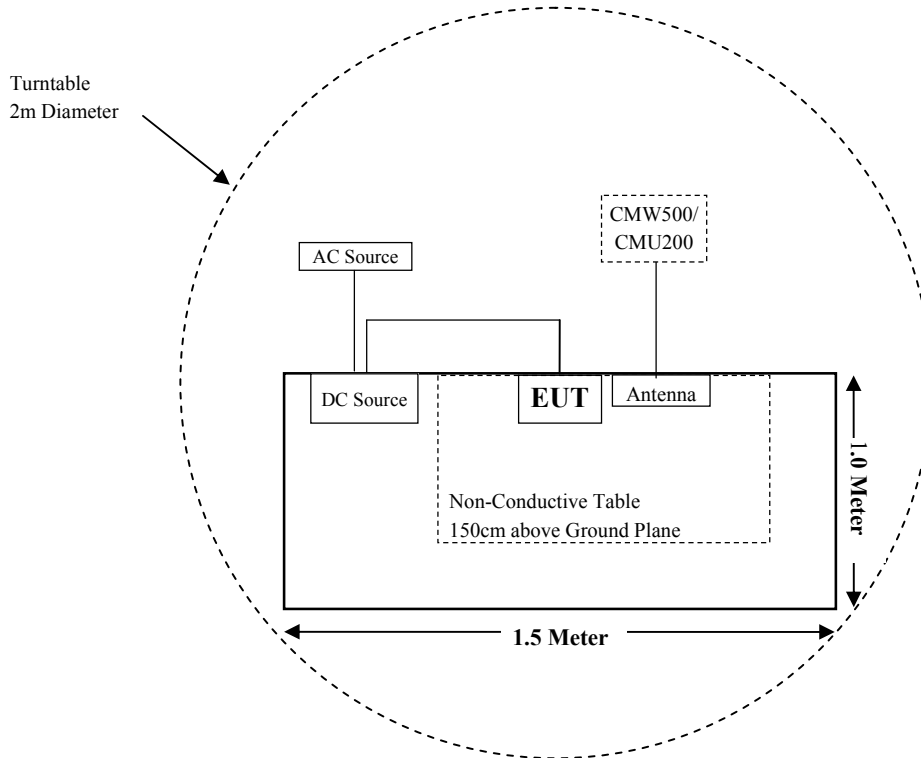 Turntable
2m Diameter
CMW500/
CMU200
AC Source
DC Source
EUT
Antenna
Non-Conductive Table
150cm above Ground Plane
1.0 Meter
1.5 Meter